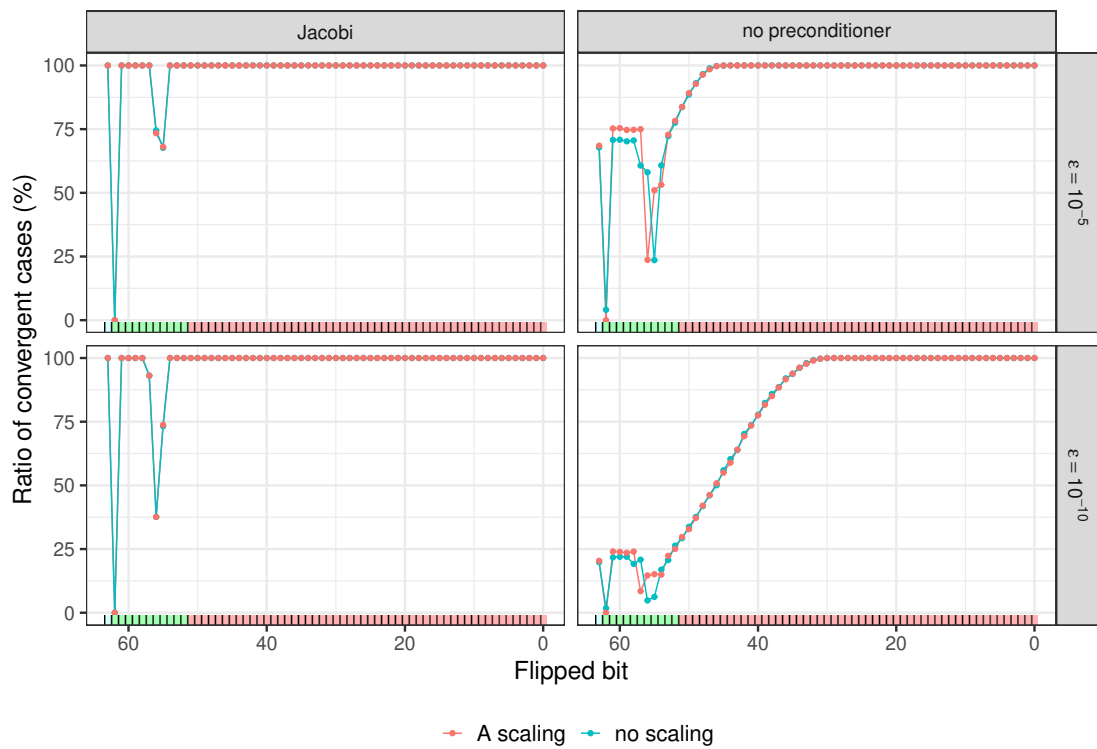 Jacobi
no preconditioner
Ratio of convergent cases (%)
100
75
50
25
0
ε = 10⁻⁵
100
75
50
25
0
ε = 10⁻¹⁰
60
40
20
0
60
40
20
0
Flipped bit
A scaling
no scaling